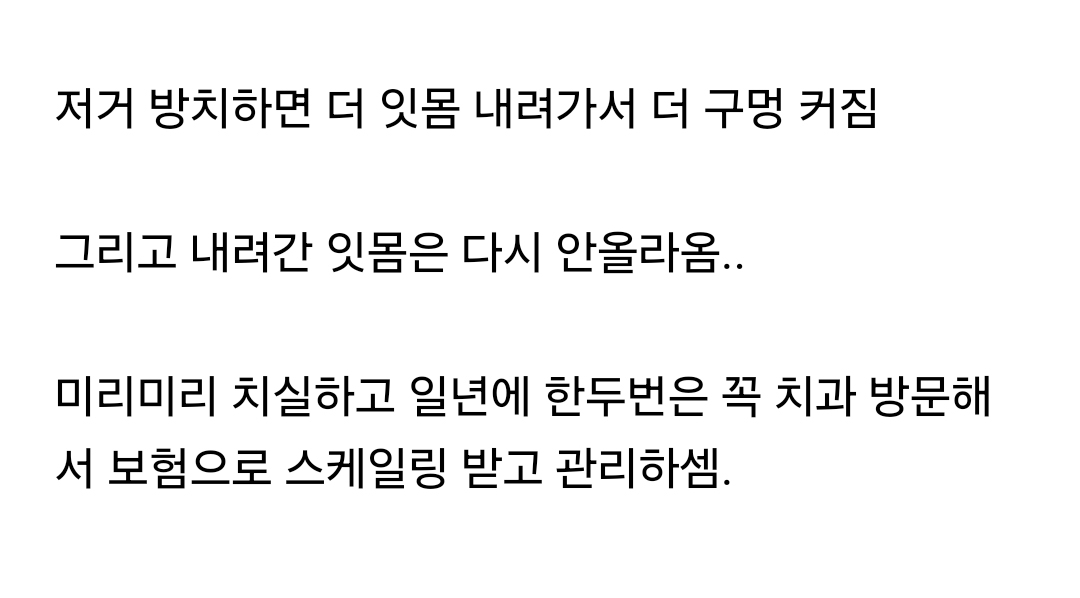 저거 방치하면 더 잇몸 내려가서 더 구멍 커짐
그리고 내려간 잇몸은 다시 안올라옴..
미리미리 치실하고 일년에 한두번은 꼭 치과 방문해
서 보험으로 스케일링 받고 관리하셈.